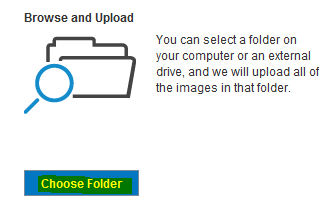 Browse and Upload
You can select a folder on
your computer or an external
drive, and we will upload all of
the images in that folder.
Choose Folder